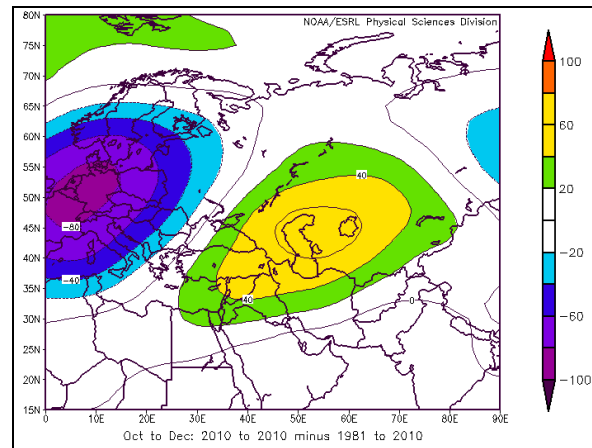 NOAA/ESRL Physical Sciences Division
80N
75N
70N
65N
60N
55N
50N
45N
40N
35N
30N
25N
20N
15N
0
10E
20E
30E
40E
50E
60E
70E
80E
90E
-80
-40
40
40
0
100
60
20
-20
-60
-100
Oct to Dec: 2010 to 2010 minus 1981 to 2010